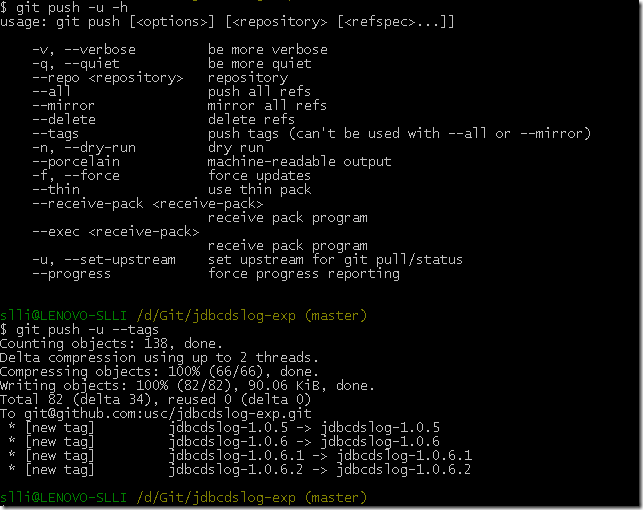 $ git push -u -h
usage: git push [<options>] [<repository> [<refspec>...]]
-v, --verbose be more verbose
-q, --quiet be more quiet
--repo <repository> repository
--all push all refs
--mirror mirror all refs
--delete delete refs
--tags push tags (can't be used with --all or --mirror)
-n, --dry-run dry run
--porcelain machine-readable output
-f, --force force updates
--thin use thin pack
--receive-pack <receive-pack>
receive pack program
--exec <receive-pack>
receive pack program
-u, --set-upstream set upstream for git pull/status
--progress force progress reporting
slli@LENOVO-SLLI /d/Git/jdbcdslog-exp (master)
$ git push -u --tags
Counting objects: 138, done.
Delta compression using up to 2 threads.
Compressing objects: 100% (66/66), done.
Writing objects: 100% (82/82), 90.06 KiB, done.
Total 82 (delta 34), reused 0 (delta 0)
To git@github.com:usc/jdbcdslog-exp.git
* [new tag] jdbcdslog-1.0.5 -> jdbcdslog-1.0.5
* [new tag] jdbcdslog-1.0.6 -> jdbcdslog-1.0.6
* [new tag] jdbcdslog-1.0.6.1 -> jdbcdslog-1.0.6.1
* [new tag] jdbcdslog-1.0.6.2 -> jdbcdslog-1.0.6.2
slli@LENOVO-SLLI /d/Git/jdbcdslog-exp (master)